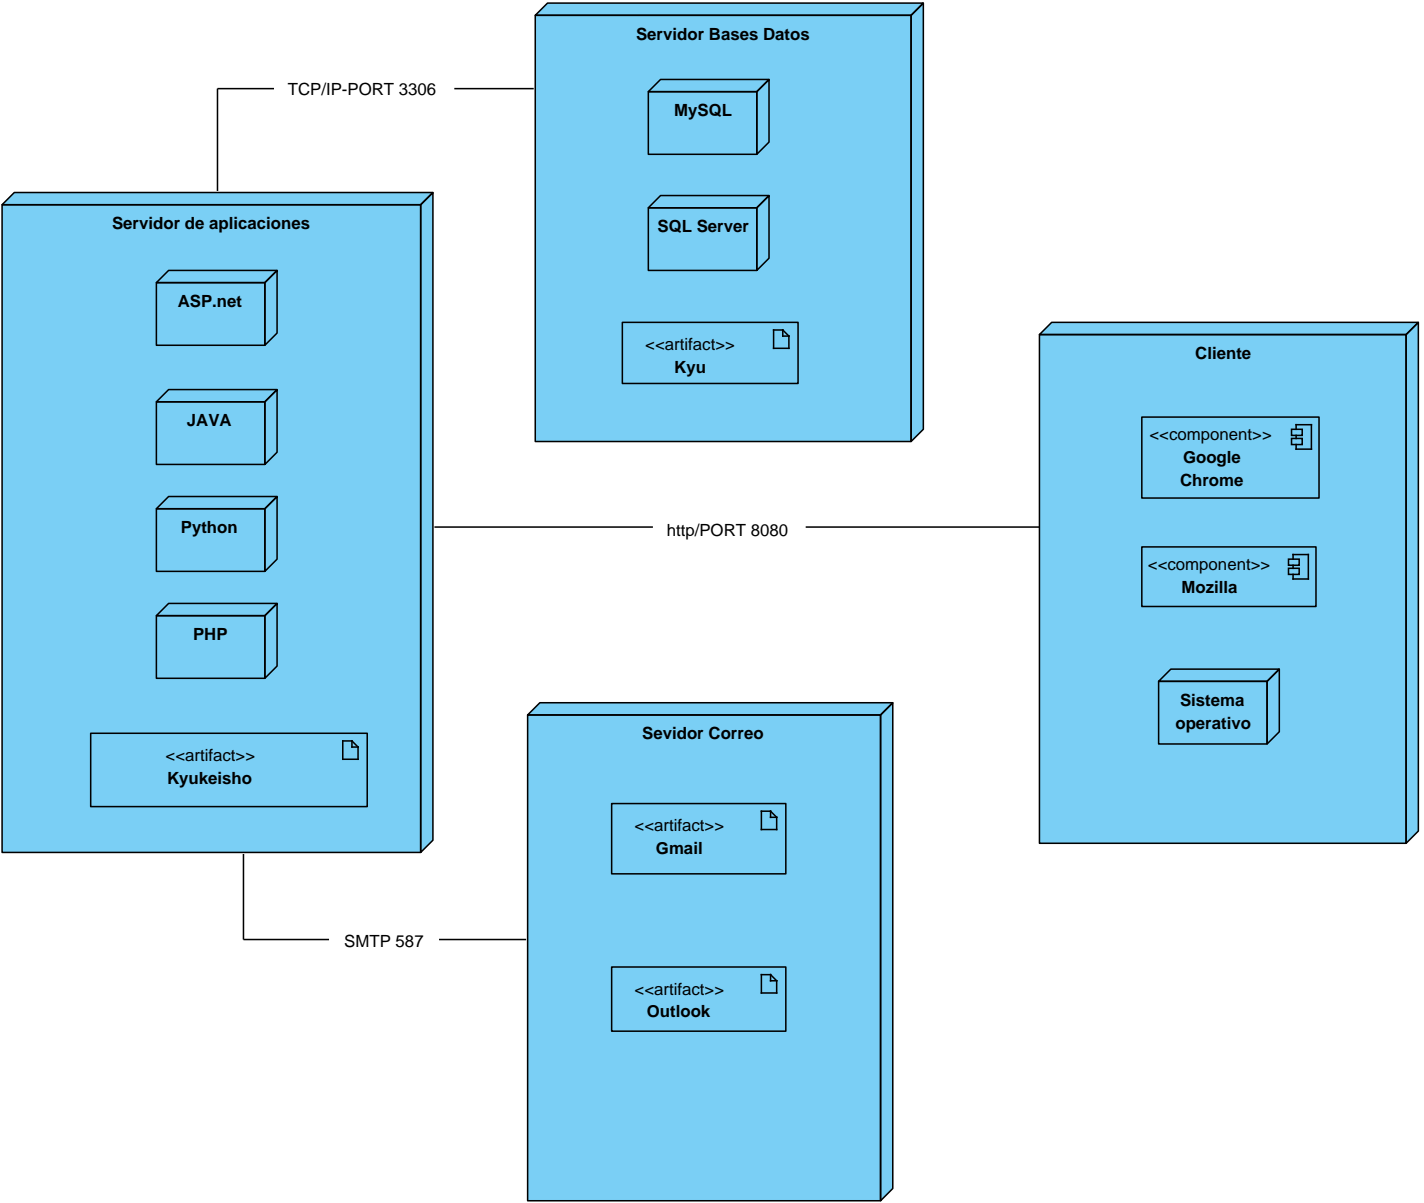 Servidor Bases Datos
MySQL
SQL Server
<<artifact>>
Kyu
TCP/IP-PORT 3306
Servidor de aplicaciones
ASP.net
JAVA
Python
PHP
<<artifact>>
Kyukeisho
http/PORT 8080
Cliente
<<component>>
Google
Chrome
<<component>>
Mozilla
Sistema
operativo
SMTP 587
Sevidor Correo
<<artifact>>
Gmail
<<artifact>>
Outlook